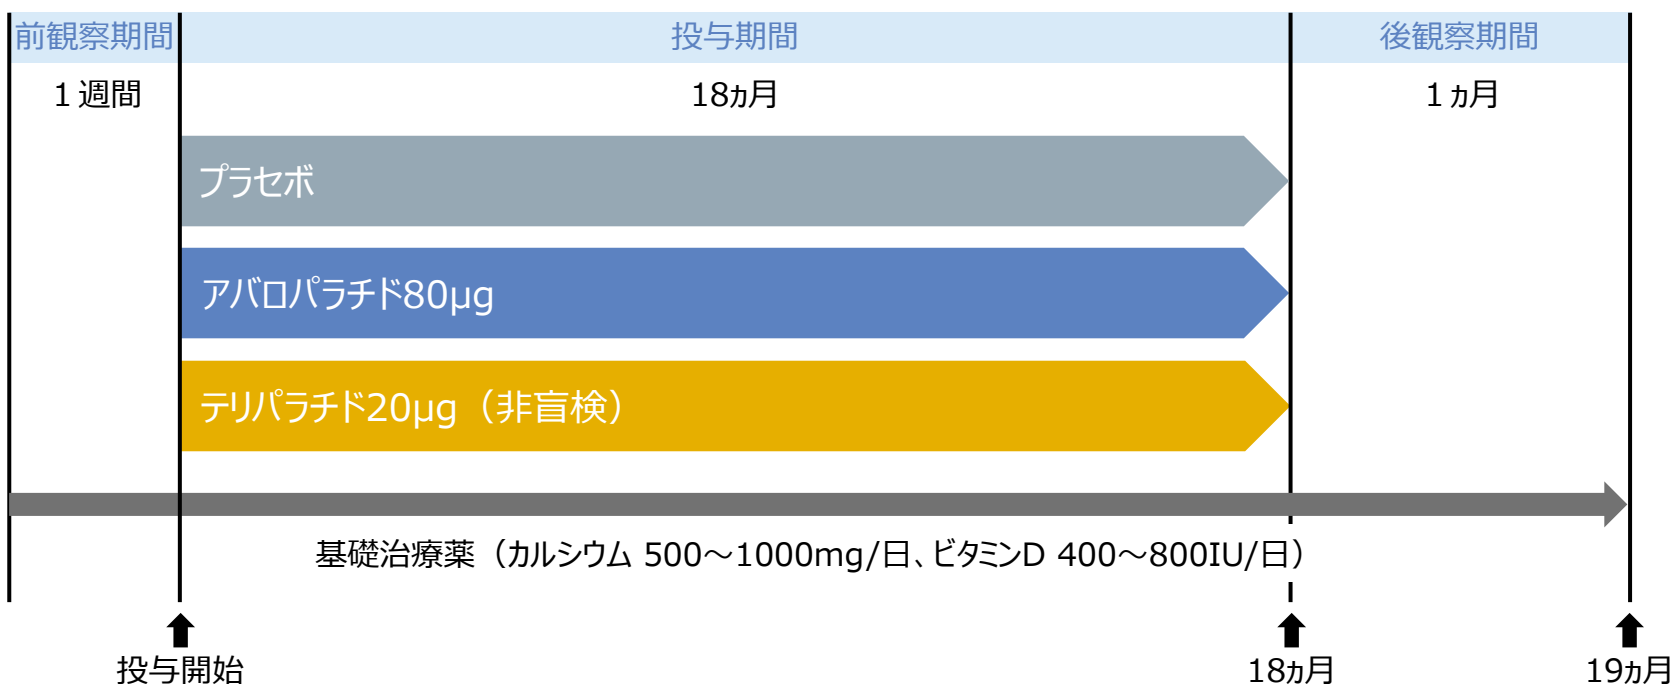 前観察期間
投与期間
後観察期間
1週間
18ヵ月
1ヵ月
プラセボ
アバロパラチド80μg
テリパラチド20μg（非盲検）
基礎治療薬（カルシウム 500～1000mg/日、ビタミンD 400～800IU/日）
投与開始
18ヵ月
19ヵ月